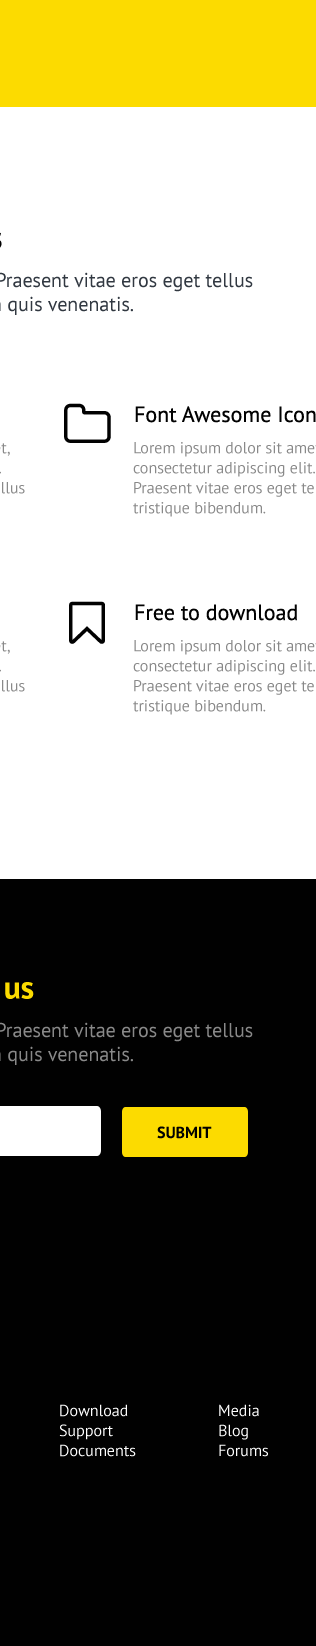 s
Praesent vitae eros eget tellus
quis venenatis.
et,
.
llus
Font Awesome Icon
Lorem ipsum dolor sit ame
consectetur adipiscing elit.
Praesent vitae eros eget te
tristique bibendum.
et,
.
llus
Free to download
Lorem ipsum dolor sit ame
consectetur adipiscing elit.
Praesent vitae eros eget te
tristique bibendum.
us
Praesent vitae eros eget tellus
quis venenatis.
SUBMIT
Download
Support
Documents
Media
Blog
Forums